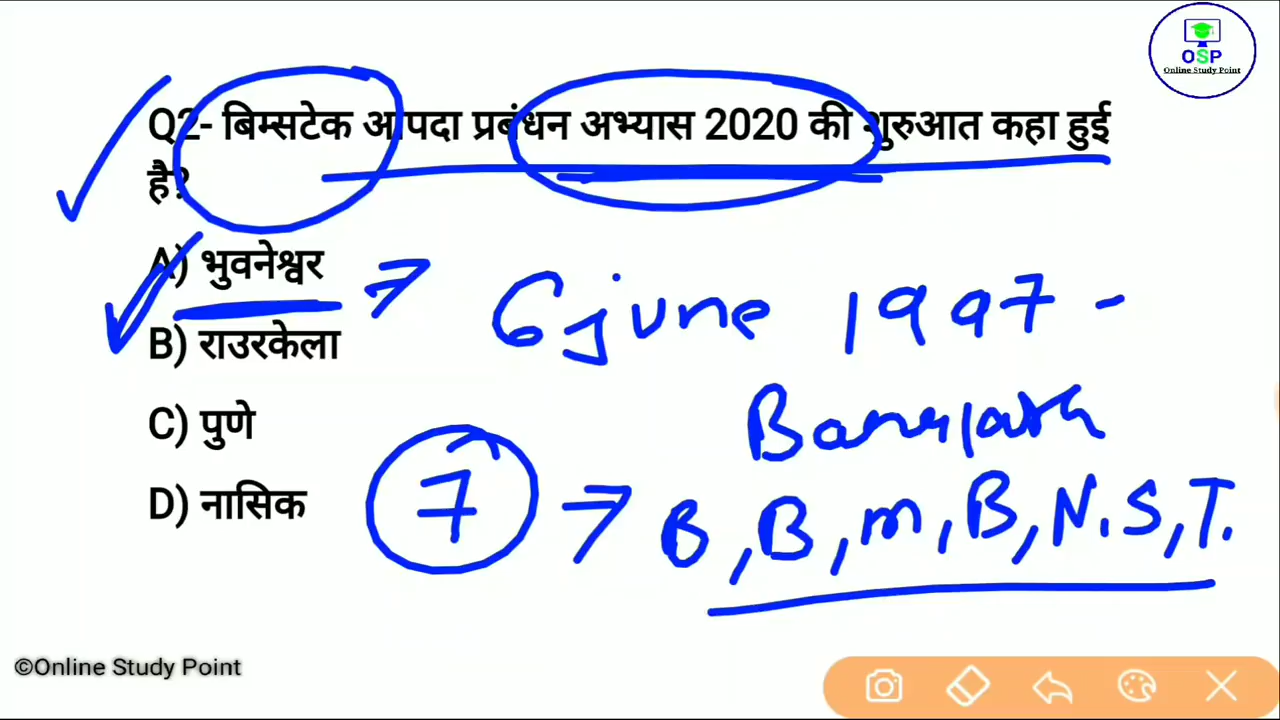 OSP
Online Study Point
Q2- बिम्सटेक आपदा प्रबंधन अभ्यास 2020 की शुरुआत कहा हुई
है?
A) भुवनेश्वर
6 june 1997 -
B) राउरकेला
C) पुणे
D) नासिक
7
B, B, m, B, N, S, T.
©Online Study Point